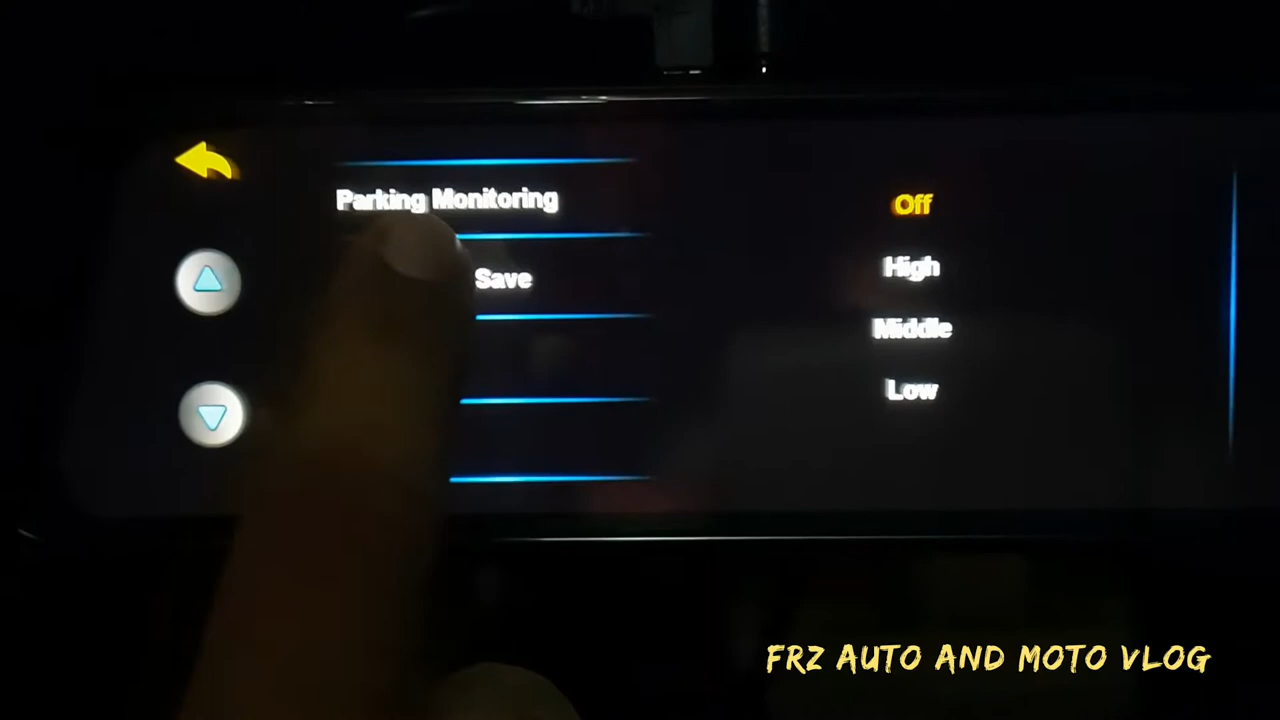 Parking Monitoring
Save
Off
High
Middle
Low
FRZ AUTO AND MOTO VLOG